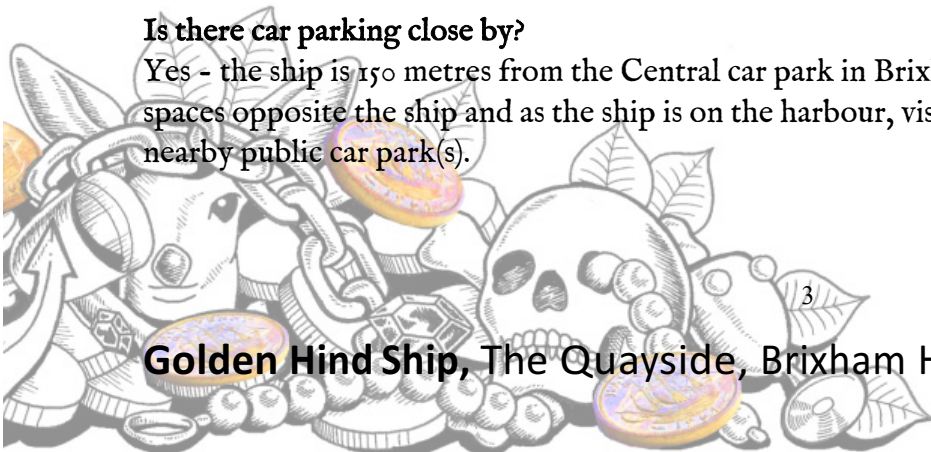 Is there car parking close by?
Yes - the ship is 150 metres from the Central car park in Brix
spaces opposite the ship and as the ship is on the harbour, vis
nearby public car park(s).
3
Golden Hind Ship, The Quayside, Brixham H